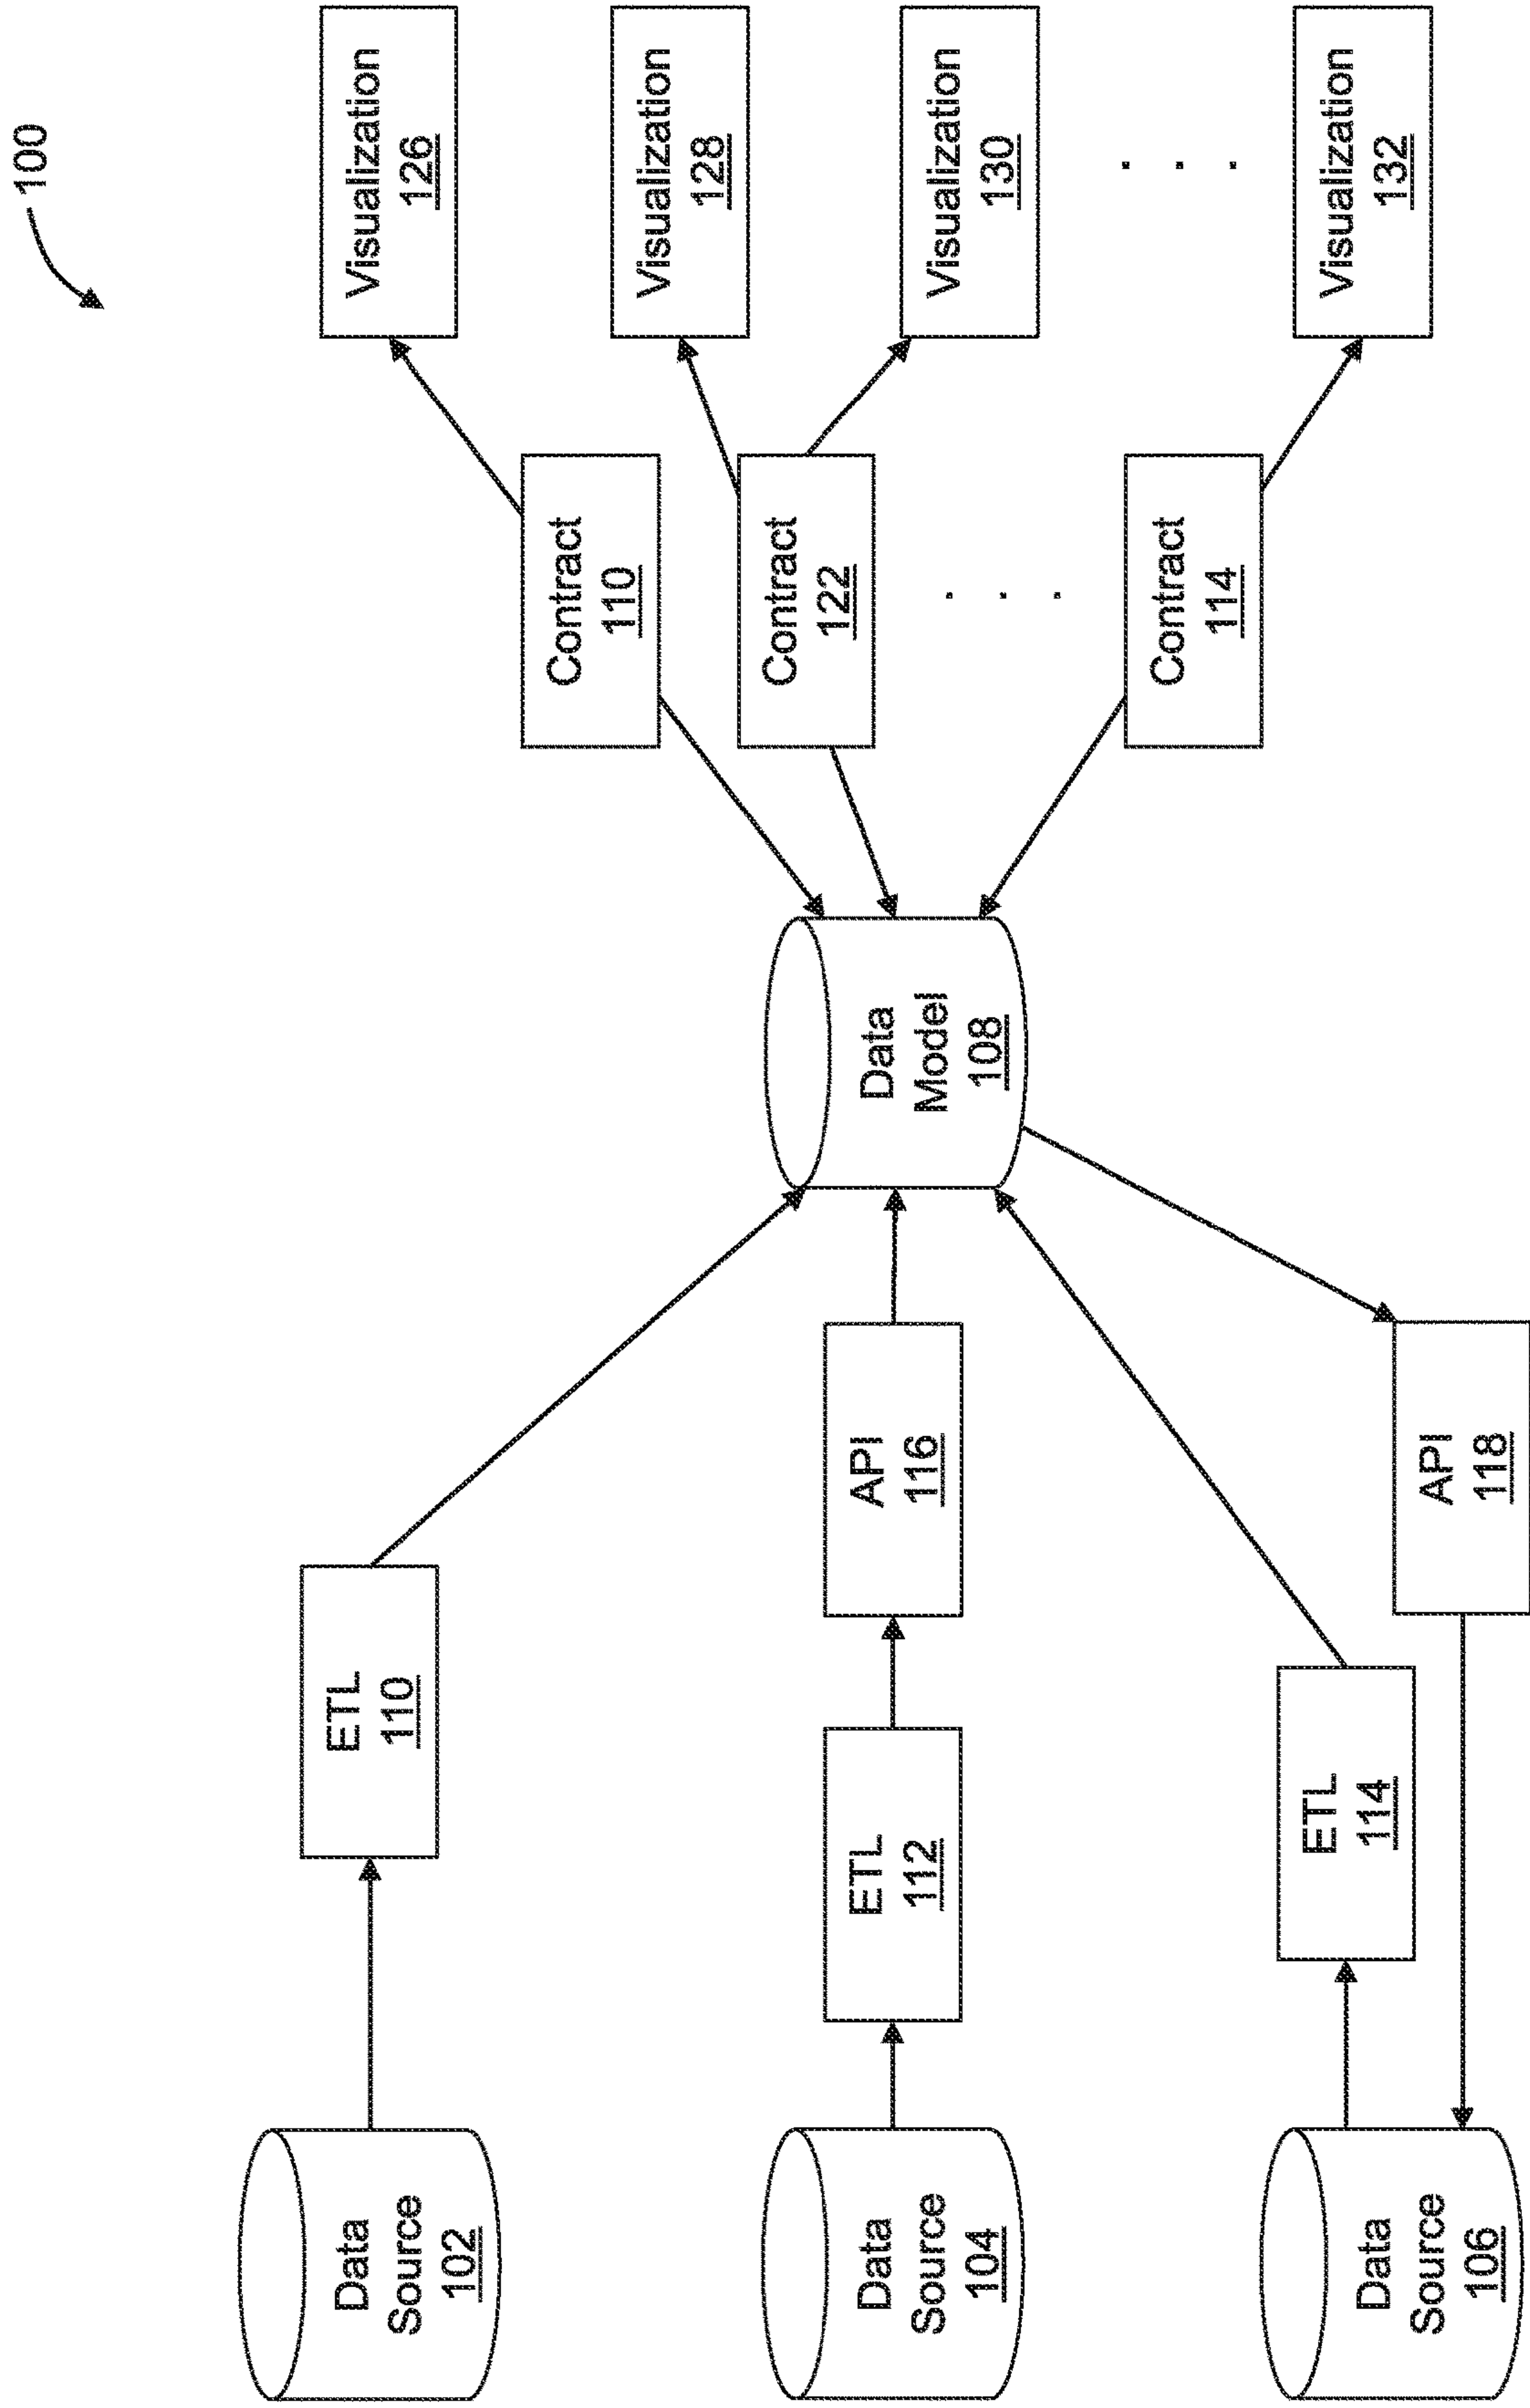 100
Data
Source
102
ETL
110
Contract
110
Visualization
126
Visualization
128
Data
Source
104
ETL
112
API
116
Data
Model
108
Contract
122
Visualization
130
. . .
. . .
Data
Source
106
ETL
114
API
118
Contract
114
Visualization
132